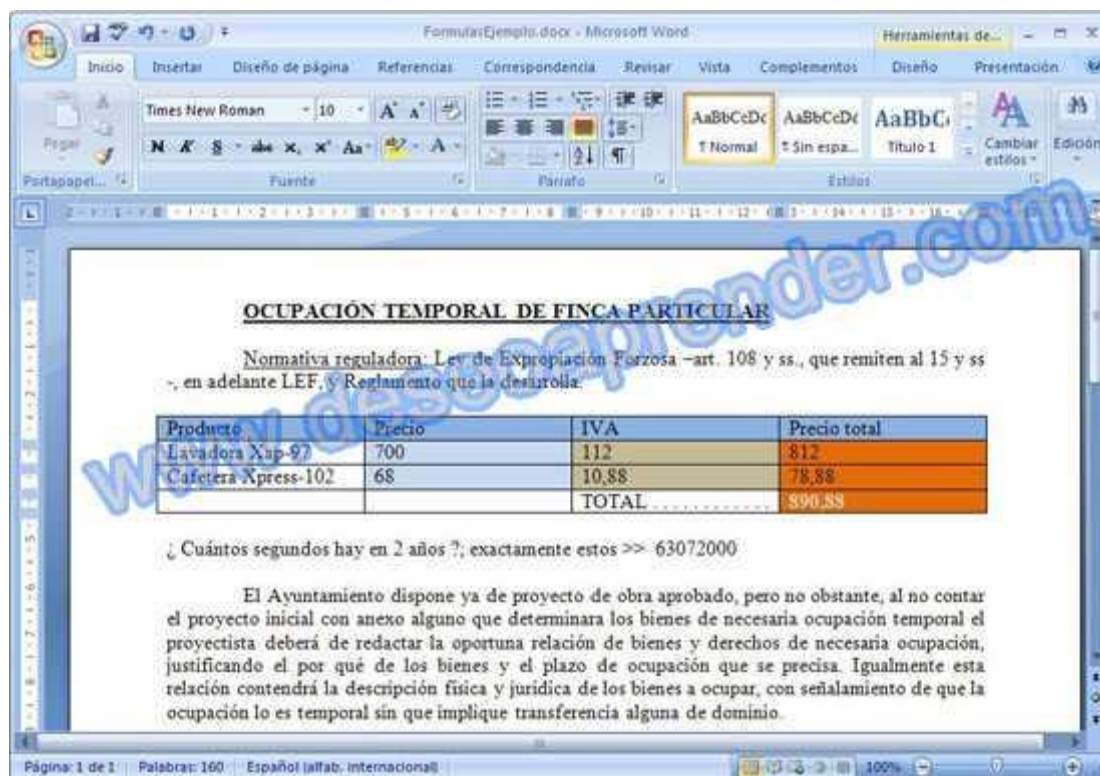 FormulasEjemplo.docx - Microsoft Word
Herramientas de...
Inicio Insertar Diseño de página Referencias Correspondencia Revisar Vista Complementos Diseño Presentación
Times New Roman 10
Pegar
N K S abc x, x² Aa A
AaBbCcDc AaBbCcDc AaBbC
¶ Normal ¶ Sin espa... Título 1
Cambiar estilos
Edición
Portapapel... Fuente Párrafo Estilos
www.deseoaprender.com
OCUPACIÓN TEMPORAL DE FINCA PARTICULAR
Normativa reguladora: Ley de Expropiación Forzosa –art. 108 y ss., que remiten al 15 y ss
-, en adelante LEF, y Reglamento que la desarrolla.
Producto Precio IVA Precio total
Lavadora Xap-97 700 112 812
Cafetera Xpress-102 68 10,88 78,88
TOTAL . . . . . . . . . . . . 890,88
¿ Cuántos segundos hay en 2 años ?; exactamente estos >> 63072000
El Ayuntamiento dispone ya de proyecto de obra aprobado, pero no obstante, al no contar
el proyecto inicial con anexo alguno que determinara los bienes de necesaria ocupación temporal el
proyectista deberá de redactar la oportuna relación de bienes y derechos de necesaria ocupación,
justificando el por qué de los bienes y el plazo de ocupación que se precisa. Igualmente esta
relación contendrá la descripción física y jurídica de los bienes a ocupar, con señalamiento de que la
ocupación lo es temporal sin que implique transferencia alguna de dominio.
Página: 1 de 1 Palabras: 160 Español (alfab. internacional) 100%